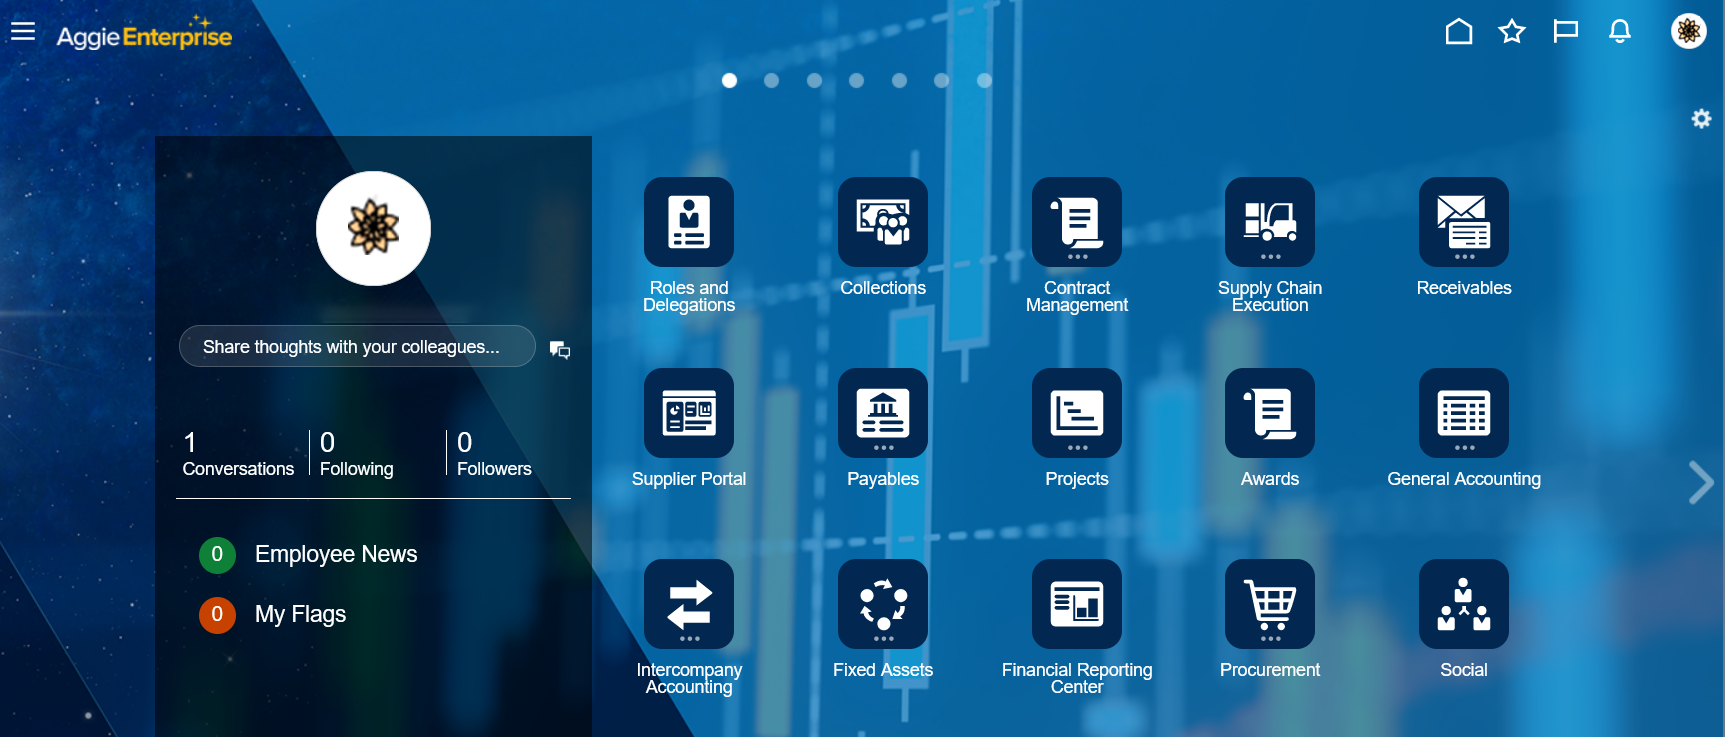 AggieEnterprise
Share thoughts with your colleagues...
1
Conversations
0
Following
0
Followers
0
Employee News
0
My Flags
Roles and
Delegations
Collections
Contract
Management
Supply Chain
Execution
Receivables
Supplier Portal
Payables
Projects
Awards
General Accounting
Intercompany
Accounting
Fixed Assets
Financial Reporting
Center
Procurement
Social